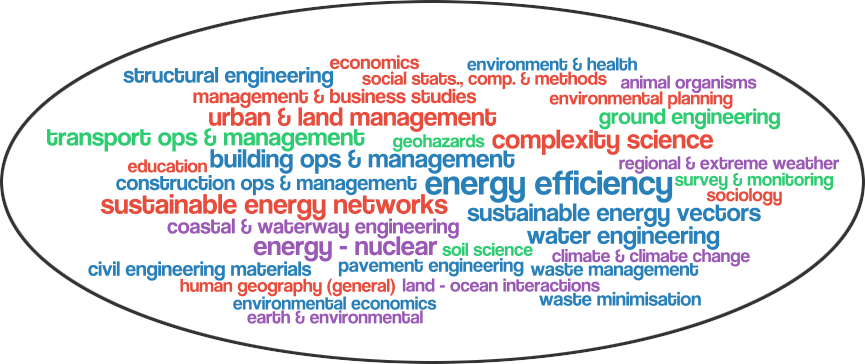 economics
environment & health
structural engineering
social stats., comp. & methods
animal organisms
management & business studies
environmental planning
urban & land management
ground engineering
transport ops & management
geohazards
complexity science
education
building ops & management
regional & extreme weather
construction ops & management
energy efficiency
survey & monitoring
sociology
sustainable energy networks
sustainable energy vectors
coastal & waterway engineering
water engineering
energy - nuclear
soil science
climate & climate change
civil engineering materials
pavement engineering
waste management
human geography (general)
land - ocean interactions
environmental economics
waste minimisation
earth & environmental